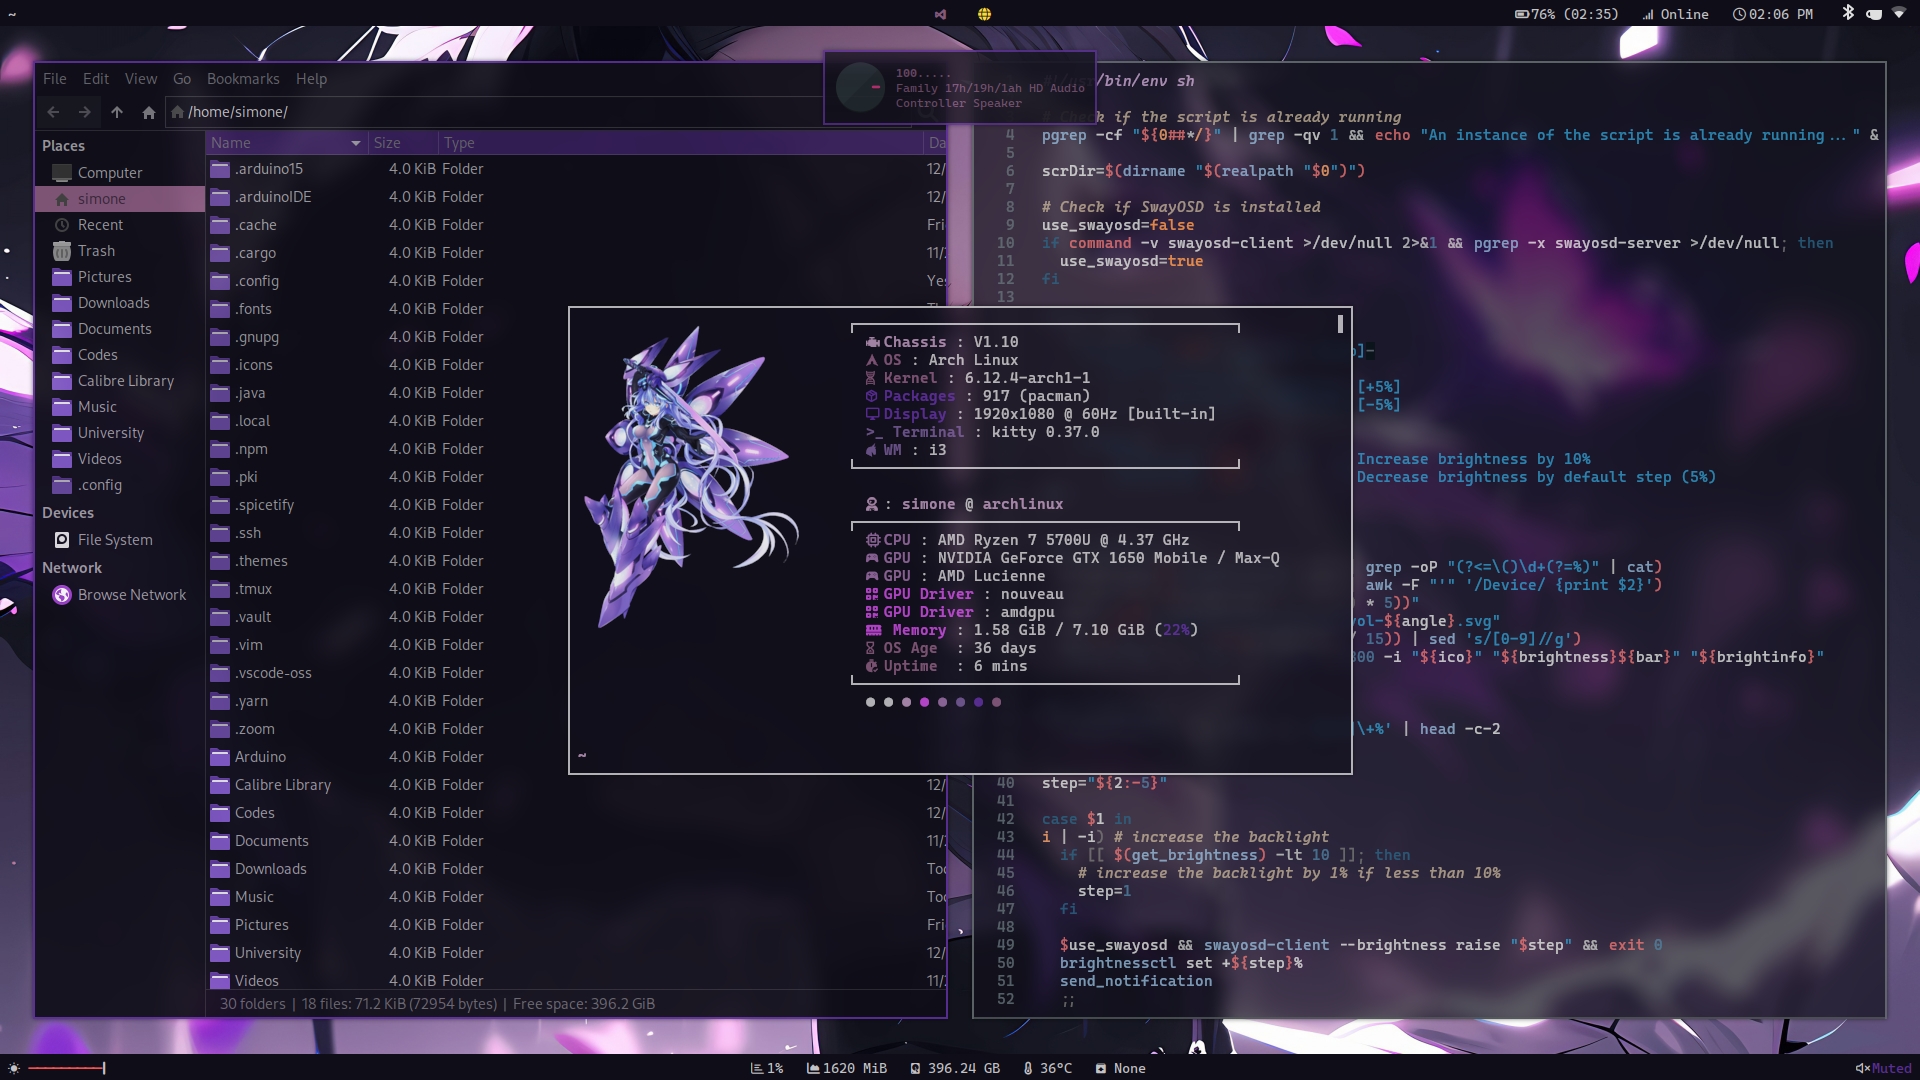 ~
76% (02:35) Online 02:06 PM
File Edit View Go Bookmarks Help
/home/simone/
100.....
Family 17h/19h/1ah HD Audio
Controller Speaker
Places
Computer
simone
Recent
Trash
Pictures
Downloads
Documents
Codes
Calibre Library
Music
University
Videos
.config
Devices
File System
Network
Browse Network
Name Size Type Da
.arduino15 4.0 KiB Folder 12/
.arduinoIDE 4.0 KiB Folder 12/
.cache 4.0 KiB Folder Fri
.cargo 4.0 KiB Folder 11/
.config 4.0 KiB Folder Yes
.fonts 4.0 KiB Folder
.gnupg 4.0 KiB Folder
.icons 4.0 KiB Folder
.java 4.0 KiB Folder
.local 4.0 KiB Folder
.npm 4.0 KiB Folder
.pki 4.0 KiB Folder
.spicetify 4.0 KiB Folder
.ssh 4.0 KiB Folder
.themes 4.0 KiB Folder
.tmux 4.0 KiB Folder
.vault 4.0 KiB Folder
.vim 4.0 KiB Folder
.vscode-oss 4.0 KiB Folder
.yarn 4.0 KiB Folder
.zoom 4.0 KiB Folder
Arduino 4.0 KiB Folder
Calibre Library 4.0 KiB Folder 12/
Codes 4.0 KiB Folder 12/
Documents 4.0 KiB Folder 11/
Downloads 4.0 KiB Folder Too
Music 4.0 KiB Folder Too
Pictures 4.0 KiB Folder Fri
University 4.0 KiB Folder 12/
Videos 4.0 KiB Folder 11/
30 folders | 18 files: 71.2 KiB (72954 bytes) | Free space: 396.2 GiB
Chassis : V1.10
OS : Arch Linux
Kernel : 6.12.4-arch1-1
Packages : 917 (pacman)
Display : 1920x1080 @ 60Hz [built-in]
>_ Terminal : kitty 0.37.0
WM : i3
: simone @ archlinux
CPU : AMD Ryzen 7 5700U @ 4.37 GHz
GPU : NVIDIA GeForce GTX 1650 Mobile / Max-Q
GPU : AMD Lucienne
GPU Driver : nouveau
GPU Driver : amdgpu
Memory : 1.58 GiB / 7.10 GiB (22%)
OS Age : 36 days
Uptime : 6 mins
~
/bin/env sh
# Check if the script is already running
4 pgrep -cf "${0##*/}" | grep -qv 1 && echo "An instance of the script is already running..." &
5
6 scrDir=$(dirname "$(realpath "$0")")
7
8 # Check if SwayOSD is installed
9 use_swayosd=false
10 if command -v swayosd-client >/dev/null 2>&1 && pgrep -x swayosd-server >/dev/null; then
11 use_swayosd=true
12 fi
13
]-
[+5%]
[-5%]
Increase brightness by 10%
Decrease brightness by default step (5%)
grep -oP "(?<=\()\d+(?=%)" | cat)
awk -F "'" '/Device/ {print $2}')
* 5))"
vol-${angle}.svg"
/ 15)) | sed 's/[0-9]//g')
800 -i "${ico}" "${brightness}${bar}" "${brightinfo}"
\+%' | head -c-2
40 step="${2:-5}"
41
42 case $1 in
43 i | -i) # increase the backlight
44 if [[ $(get_brightness) -lt 10 ]]; then
45 # increase the backlight by 1% if less than 10%
46 step=1
47 fi
48
49 $use_swayosd && swayosd-client --brightness raise "$step" && exit 0
50 brightnessctl set +${step}%
51 send_notification
52 ;;
1% 1620 MiB 396.24 GB 36°C None
Muted